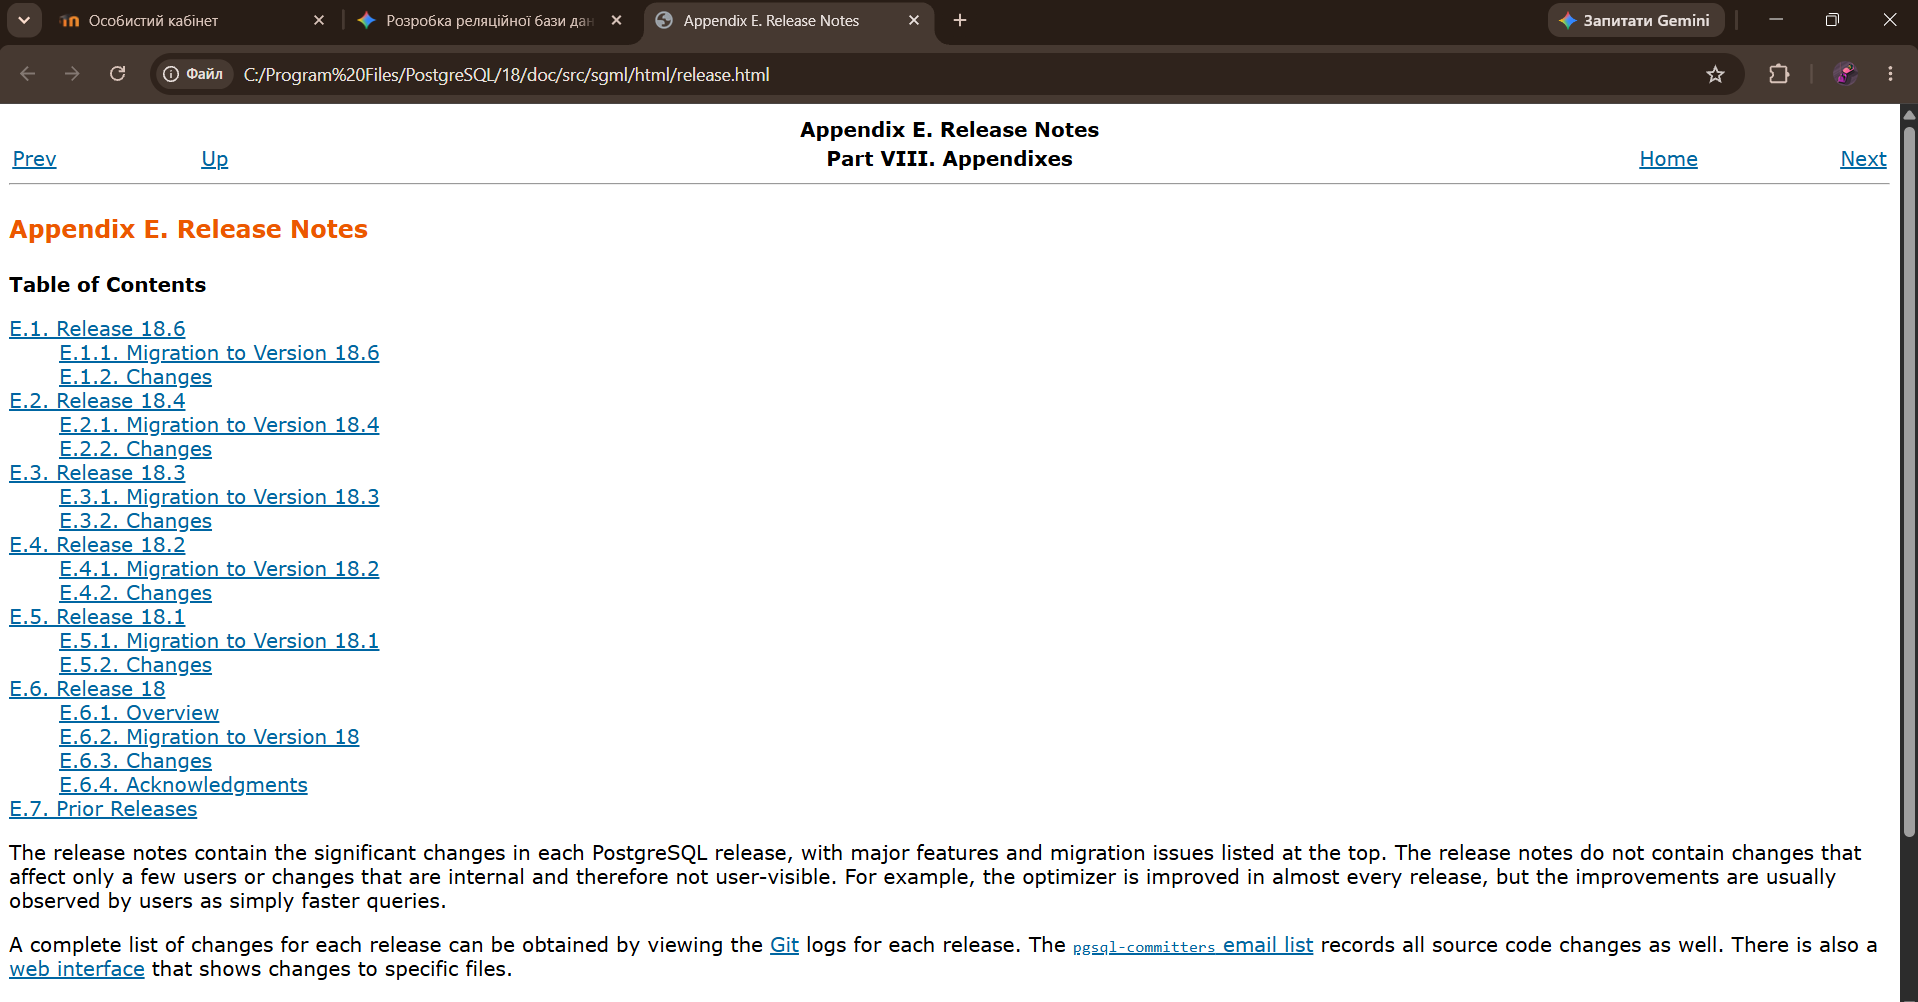 Особистий кабінет
Розробка реляційної бази дан
Appendix E. Release Notes
Запитати Gemini
Файл
C:/Program%20Files/PostgreSQL/18/doc/src/sgml/html/release.html
Appendix E. Release Notes
Prev Up Part VIII. Appendixes Home Next
Appendix E. Release Notes
Table of Contents
E.1. Release 18.6
E.1.1. Migration to Version 18.6
E.1.2. Changes
E.2. Release 18.4
E.2.1. Migration to Version 18.4
E.2.2. Changes
E.3. Release 18.3
E.3.1. Migration to Version 18.3
E.3.2. Changes
E.4. Release 18.2
E.4.1. Migration to Version 18.2
E.4.2. Changes
E.5. Release 18.1
E.5.1. Migration to Version 18.1
E.5.2. Changes
E.6. Release 18
E.6.1. Overview
E.6.2. Migration to Version 18
E.6.3. Changes
E.6.4. Acknowledgments
E.7. Prior Releases
The release notes contain the significant changes in each PostgreSQL release, with major features and migration issues listed at the top. The release notes do not contain changes that
affect only a few users or changes that are internal and therefore not user-visible. For example, the optimizer is improved in almost every release, but the improvements are usually
observed by users as simply faster queries.
A complete list of changes for each release can be obtained by viewing the Git logs for each release. The pgsql-committers email list records all source code changes as well. There is also a
web interface that shows changes to specific files.